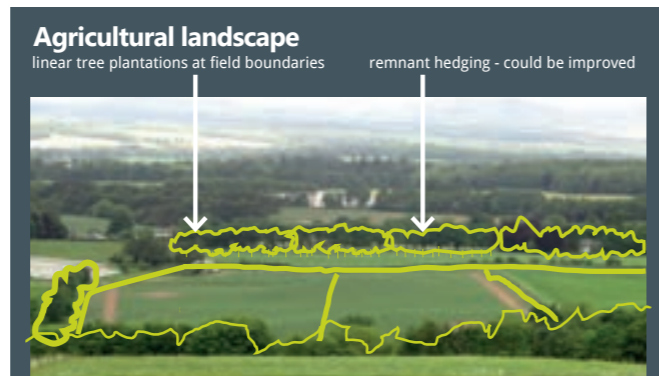 Agricultural landscape
linear tree plantations at field boundaries
remnant hedging - could be improved